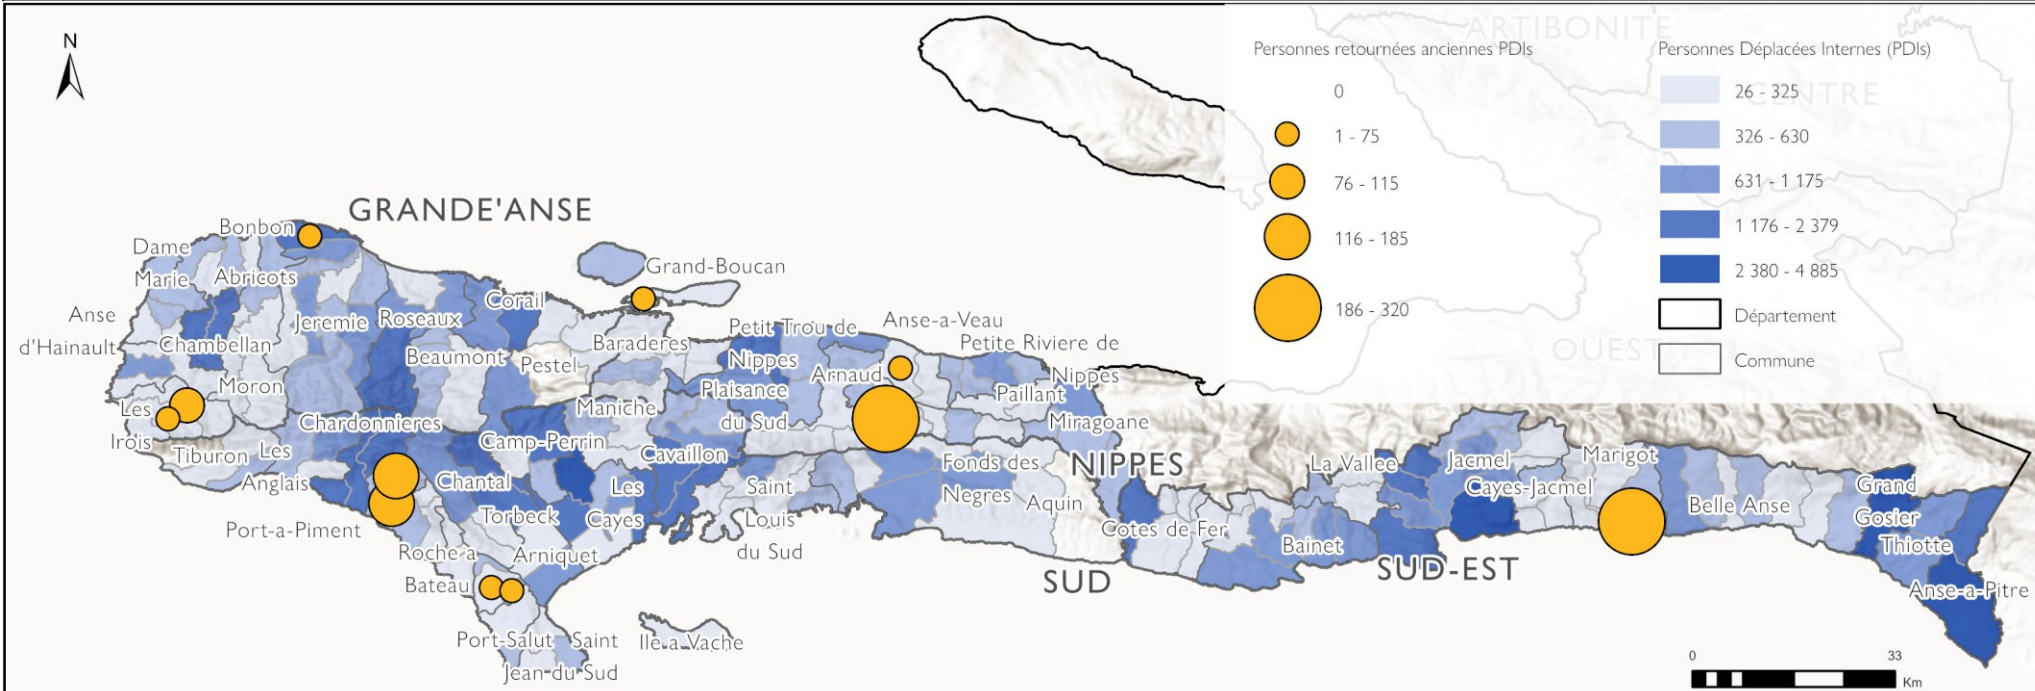 N
ARTIBONITE
Personnes retournées anciennes PDIs
Personnes Déplacées Internes (PDIs)
0
26 - 325
CENTRE
1 - 75
326 - 630
76 - 115
631 - 1 175
116 - 185
1 176 - 2 379
2 380 - 4 885
186 - 320
Département
OUEST
Commune
GRANDE'ANSE
Bonbon
Dame
Marie
Abricots
Grand-Boucan
Corail
Anse
d'Hainault
Jeremie
Roseaux
Petit Trou de
Nippes
Anse-a-Veau
Petite Riviere de
Nippes
Chambellan
Beaumont
Pestel
Baraderes
Moron
Plaisance
du Sud
Arnaud
Paillant
Les
Irois
Chardonnieres
Maniche
Miragoane
Tiburon
Les
Anglais
Camp-Perrin
Cavaillon
Fonds des
Negres
NIPPES
La Vallee
Jacmel
Marigot
Chantal
Les
Cayes
Saint
Louis
du Sud
Aquin
Cayes-Jacmel
Belle Anse
Grand
Gosier
Port-a-Piment
Torbeck
Cotes de Fer
Bainet
Thiotte
Roche-a
Bateau
Arniquet
SUD
SUD-EST
Anse-a-Pitre
Port-Salut
Saint
Jean-du-Sud
Ile-a-Vache
0
33
Km